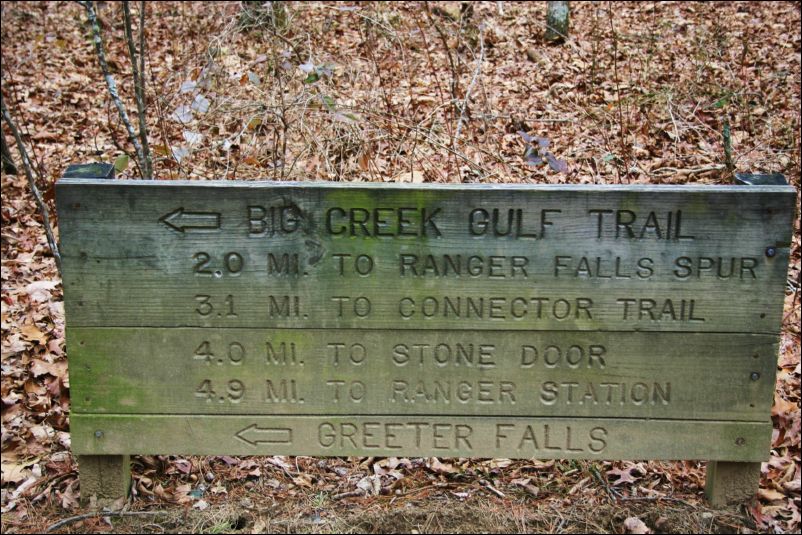 BIG CREEK GULF TRAIL
2.0 MI. TO RANGER FALLS SPUR
3.1 MI. TO CONNECTOR TRAIL
4.0 MI. TO STONE DOOR
4.9 MI. TO RANGER STATION
GREETER FALLS